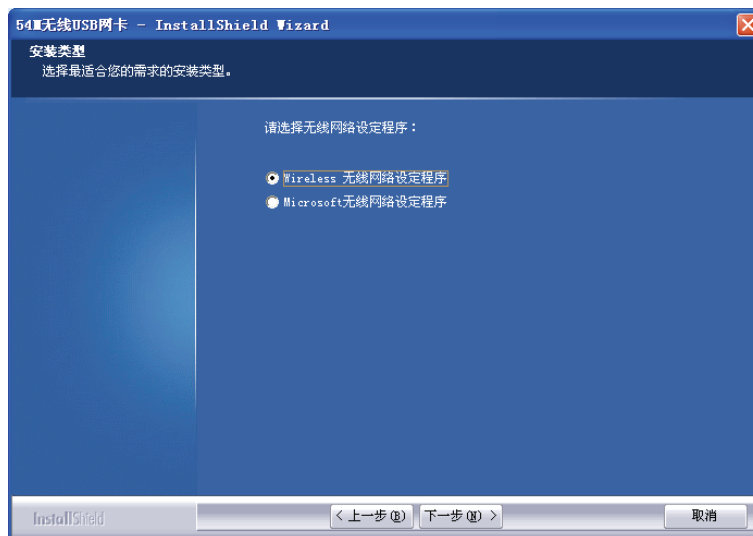 54M无线USB网卡 - InstallShield Wizard
安装类型
选择最适合您的需求的安装类型。
请选择无线网络设定程序：
Wireless 无线网络设定程序
Microsoft无线网络设定程序
InstallShield
< 上一步(B) 下一步(N) > 取消